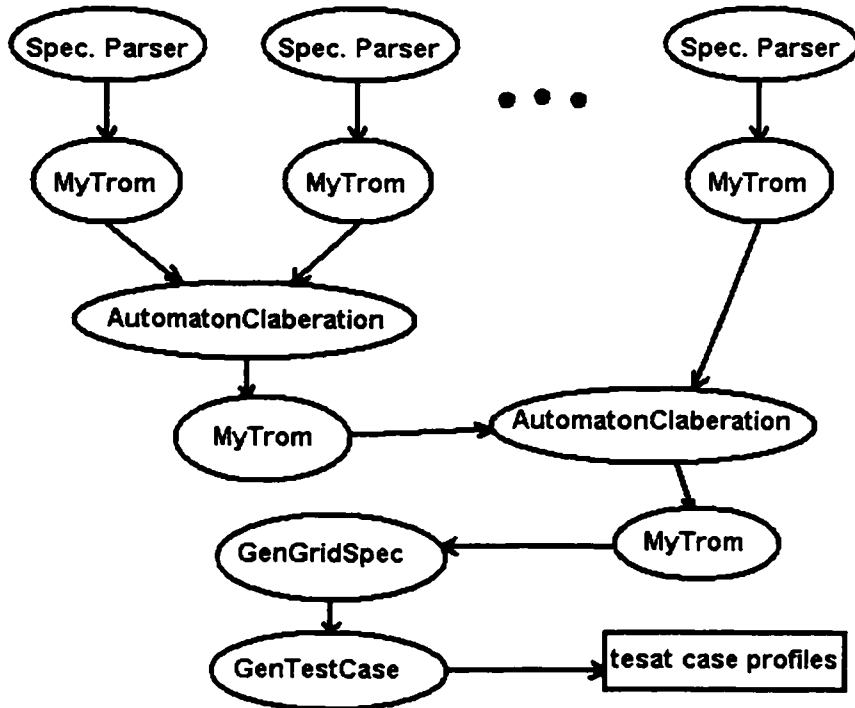 Spec. Parser
Spec. Parser
Spec. Parser
MyTrom
MyTrom
MyTrom
AutomatonClaberation
MyTrom
AutomatonClaberation
MyTrom
GenGridSpec
GenTestCase
tesat case profiles